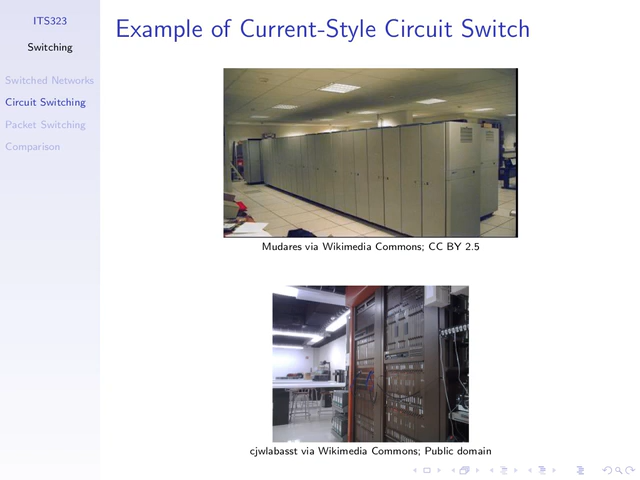 ITS323
Switching
Switched Networks
Circuit Switching
Packet Switching
Comparison
Example of Current-Style Circuit Switch
Mudares via Wikimedia Commons; CC BY 2.5
cjwlabasst via Wikimedia Commons; Public domain